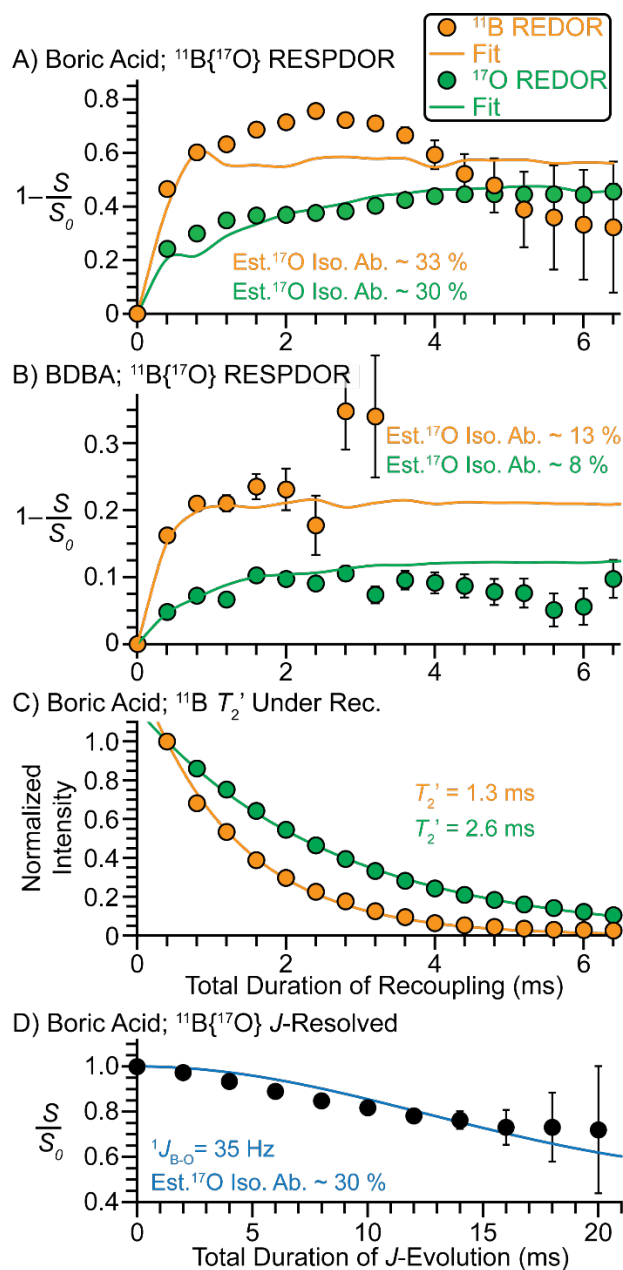 ¹¹B REDOR
Fit
¹⁷O REDOR
Fit
A) Boric Acid; ¹¹B{¹⁷O} RESPDOR
0.8
0.6
0.4
0.2
0
1−S/S₀
Est.¹⁷O Iso. Ab. ~ 33 %
Est.¹⁷O Iso. Ab. ~ 30 %
0 2 4 6
B) BDBA; ¹¹B{¹⁷O} RESPDOR
0.3
0.2
0.1
0
1−S/S₀
Est.¹⁷O Iso. Ab. ~ 13 %
Est.¹⁷O Iso. Ab. ~ 8 %
0 2 4 6
C) Boric Acid; ¹¹B T₂’ Under Rec.
1.0
0.8
0.6
0.4
0.2
0
Normalized
Intensity
T₂’ = 1.3 ms
T₂’ = 2.6 ms
0 2 4 6
Total Duration of Recoupling (ms)
D) Boric Acid; ¹¹B{¹⁷O} J-Resolved
1.0
0.8
0.6
0.4
S/S₀
¹J_B-O = 35 Hz
Est.¹⁷O Iso. Ab. ~ 30 %
0 5 10 15 20
Total Duration of J-Evolution (ms)